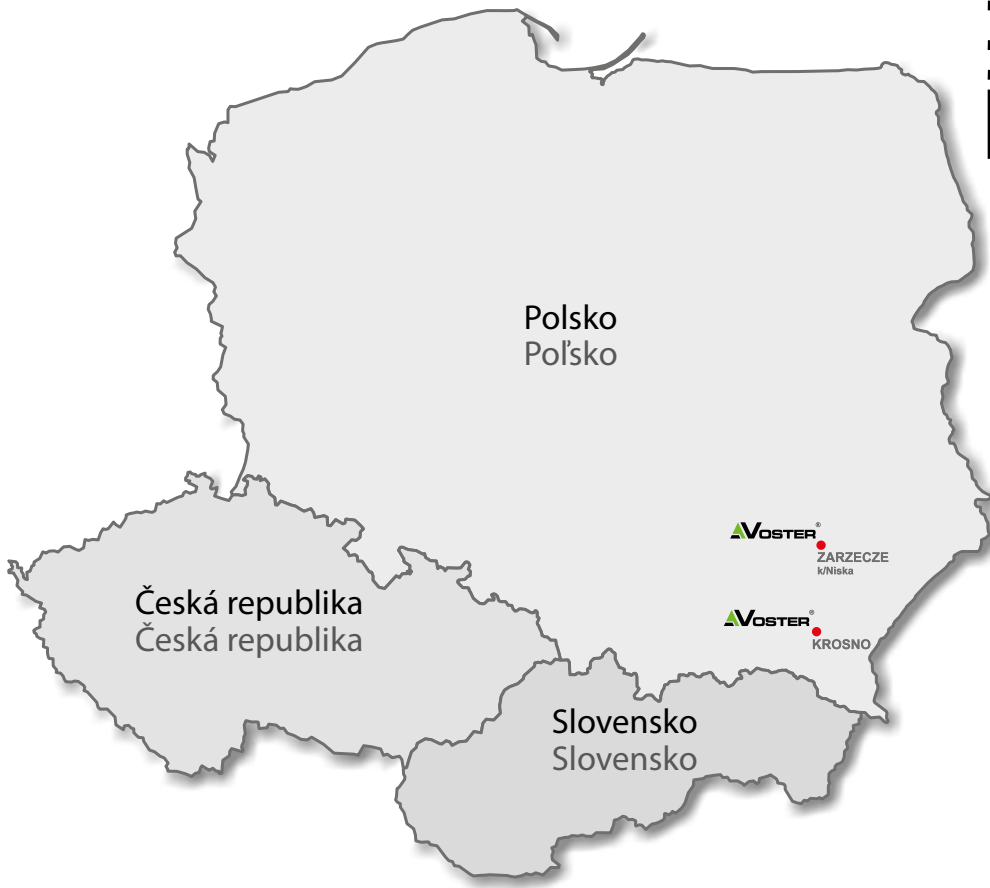 Polsko
Poľsko
VOSTER®
ZARZECZE
k/Niska
Česká republika
Česká republika
VOSTER®
KROSNO
Slovensko
Slovensko